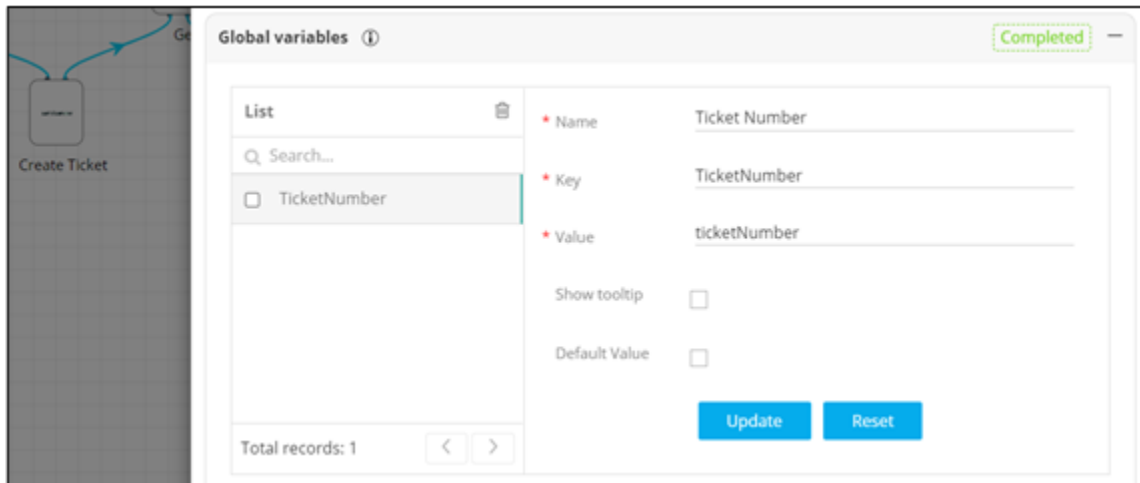 Ge
Global variables
Completed
List
Search...
TicketNumber
Total records: 1
* Name
Ticket Number
* Key
TicketNumber
* Value
ticketNumber
Show tooltip
Default Value
Update
Reset
Create Ticket